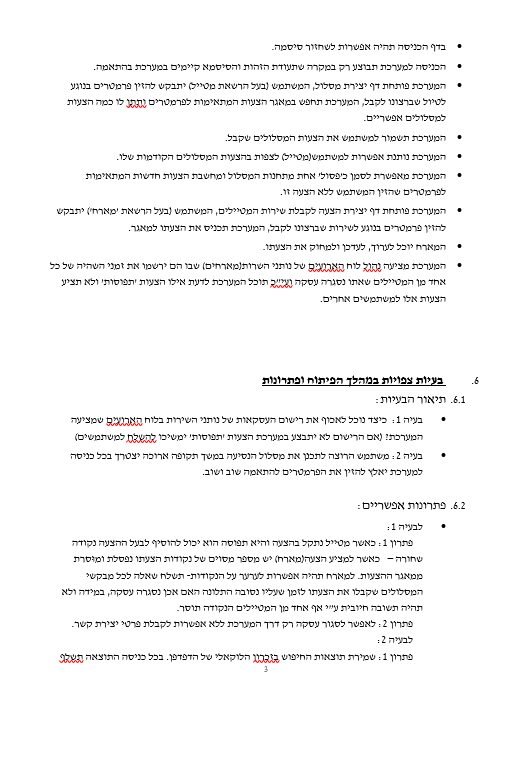 • בדף הכניסה תהיה אפשרות לשחזור סיסמה.
• הכניסה למערכת תבוצע רק במקרה שתעודת הזהות והסיסמא קיימים במערכת בהתאמה.
• המערכת פותחת דף יצירת מסלול, המשתמש (בעל הרשאת מטייל) יתבקש להזין פרמטרים בנוגע
לטיול שברצונו לקבל, המערכת תחפש במאגר הצעות המתאימות לפרמטרים ותתן לו כמה הצעות
למסלולים אפשריים.
• המערכת תשמור למשתמש את הצעות המסלולים שקבל.
• המערכת נותנת אפשרות למשתמש(מטייל) לצפות בהצעות המסלולים הקודמות שלו.
• המערכת מאפשרת לסמן כ'פסול' אחת מתחנות המסלול ומחשבת הצעות חדשות המתאימות
לפרמטרים שהזין המשתמש ללא הצעה זו.
• המערכת פותחת דף יצירת הצעה לקבלת שירות המטיילים, המשתמש (בעל הרשאת 'מארח') יתבקש
להזין פרמטרים בנוגע לשירות שברצונו לקבל, המערכת תכניס את הצעתו למאגר.
• המארח יוכל לערוך, לעדכן ולמחוק את הצעתו.
• המערכת מציעה נהול לוח הארועים של נותני השרות(מארחים) שבו הם ירשמו את זמני השהיה של כל
אחד מן המטיילים שאתו נסגרה עסקה ועי"כ תוכל המערכת לדעת אילו הצעות 'תפוסות' ולא תציע
הצעות אלו למשתמשים אחרים.
6. בעיות צפויות במהלך הפיתוח ופתרונות
6.1. תיאור הבעיות :
• בעיה 1 : כיצד נוכל לאכוף את רישום העסקאות של נותני השירות בלוח הארועים שמציעה
המערכת? (אם הרישום לא יתבצע במערכת הצעות 'תפוסות' ימשיכו להשלח למשתמשים)
• בעיה 2 : משתמש הרוצה לתכנן את מסלול הנסיעה במשך תקופה ארוכה יצטרך בכל כניסה
למערכת יאלץ להזין את הפרמטרים להתאמה שוב ושוב.
6.2. פתרונות אפשריים :
• לבעיה 1 :
פתרון 1 : כאשר מטייל נתקל בהצעה והיא תפוסה הוא יכול להוסיף לבעל ההצעה נקודה
שחורה – כאשר למציע הצעה(מארח) יש מספר מסוים של נקודות הצעתו נפסלת ומוסרת
ממאגר ההצעות. למארח תהיה אפשרות לערער על הנקודות- תשלח שאלה לכל מבקשי
המסלולים שקבלו את הצעתו לזמן שעליו נסובה התלונה האם אכן נסגרה עסקה, במידה ולא
תהיה תשובה חיובית ע"י אף אחד מן המטיילים הנקודה תוסר.
פתרון 2 : לאפשר לסגור עסקה רק דרך המערכת ללא אפשרות לקבלת פרטי יצירת קשר.
לבעיה 2 :
פתרון 1 : שמירת תוצאות החיפוש בזכרון הלוקאלי של הדפדפן. בכל כניסה התוצאה תשלף
3